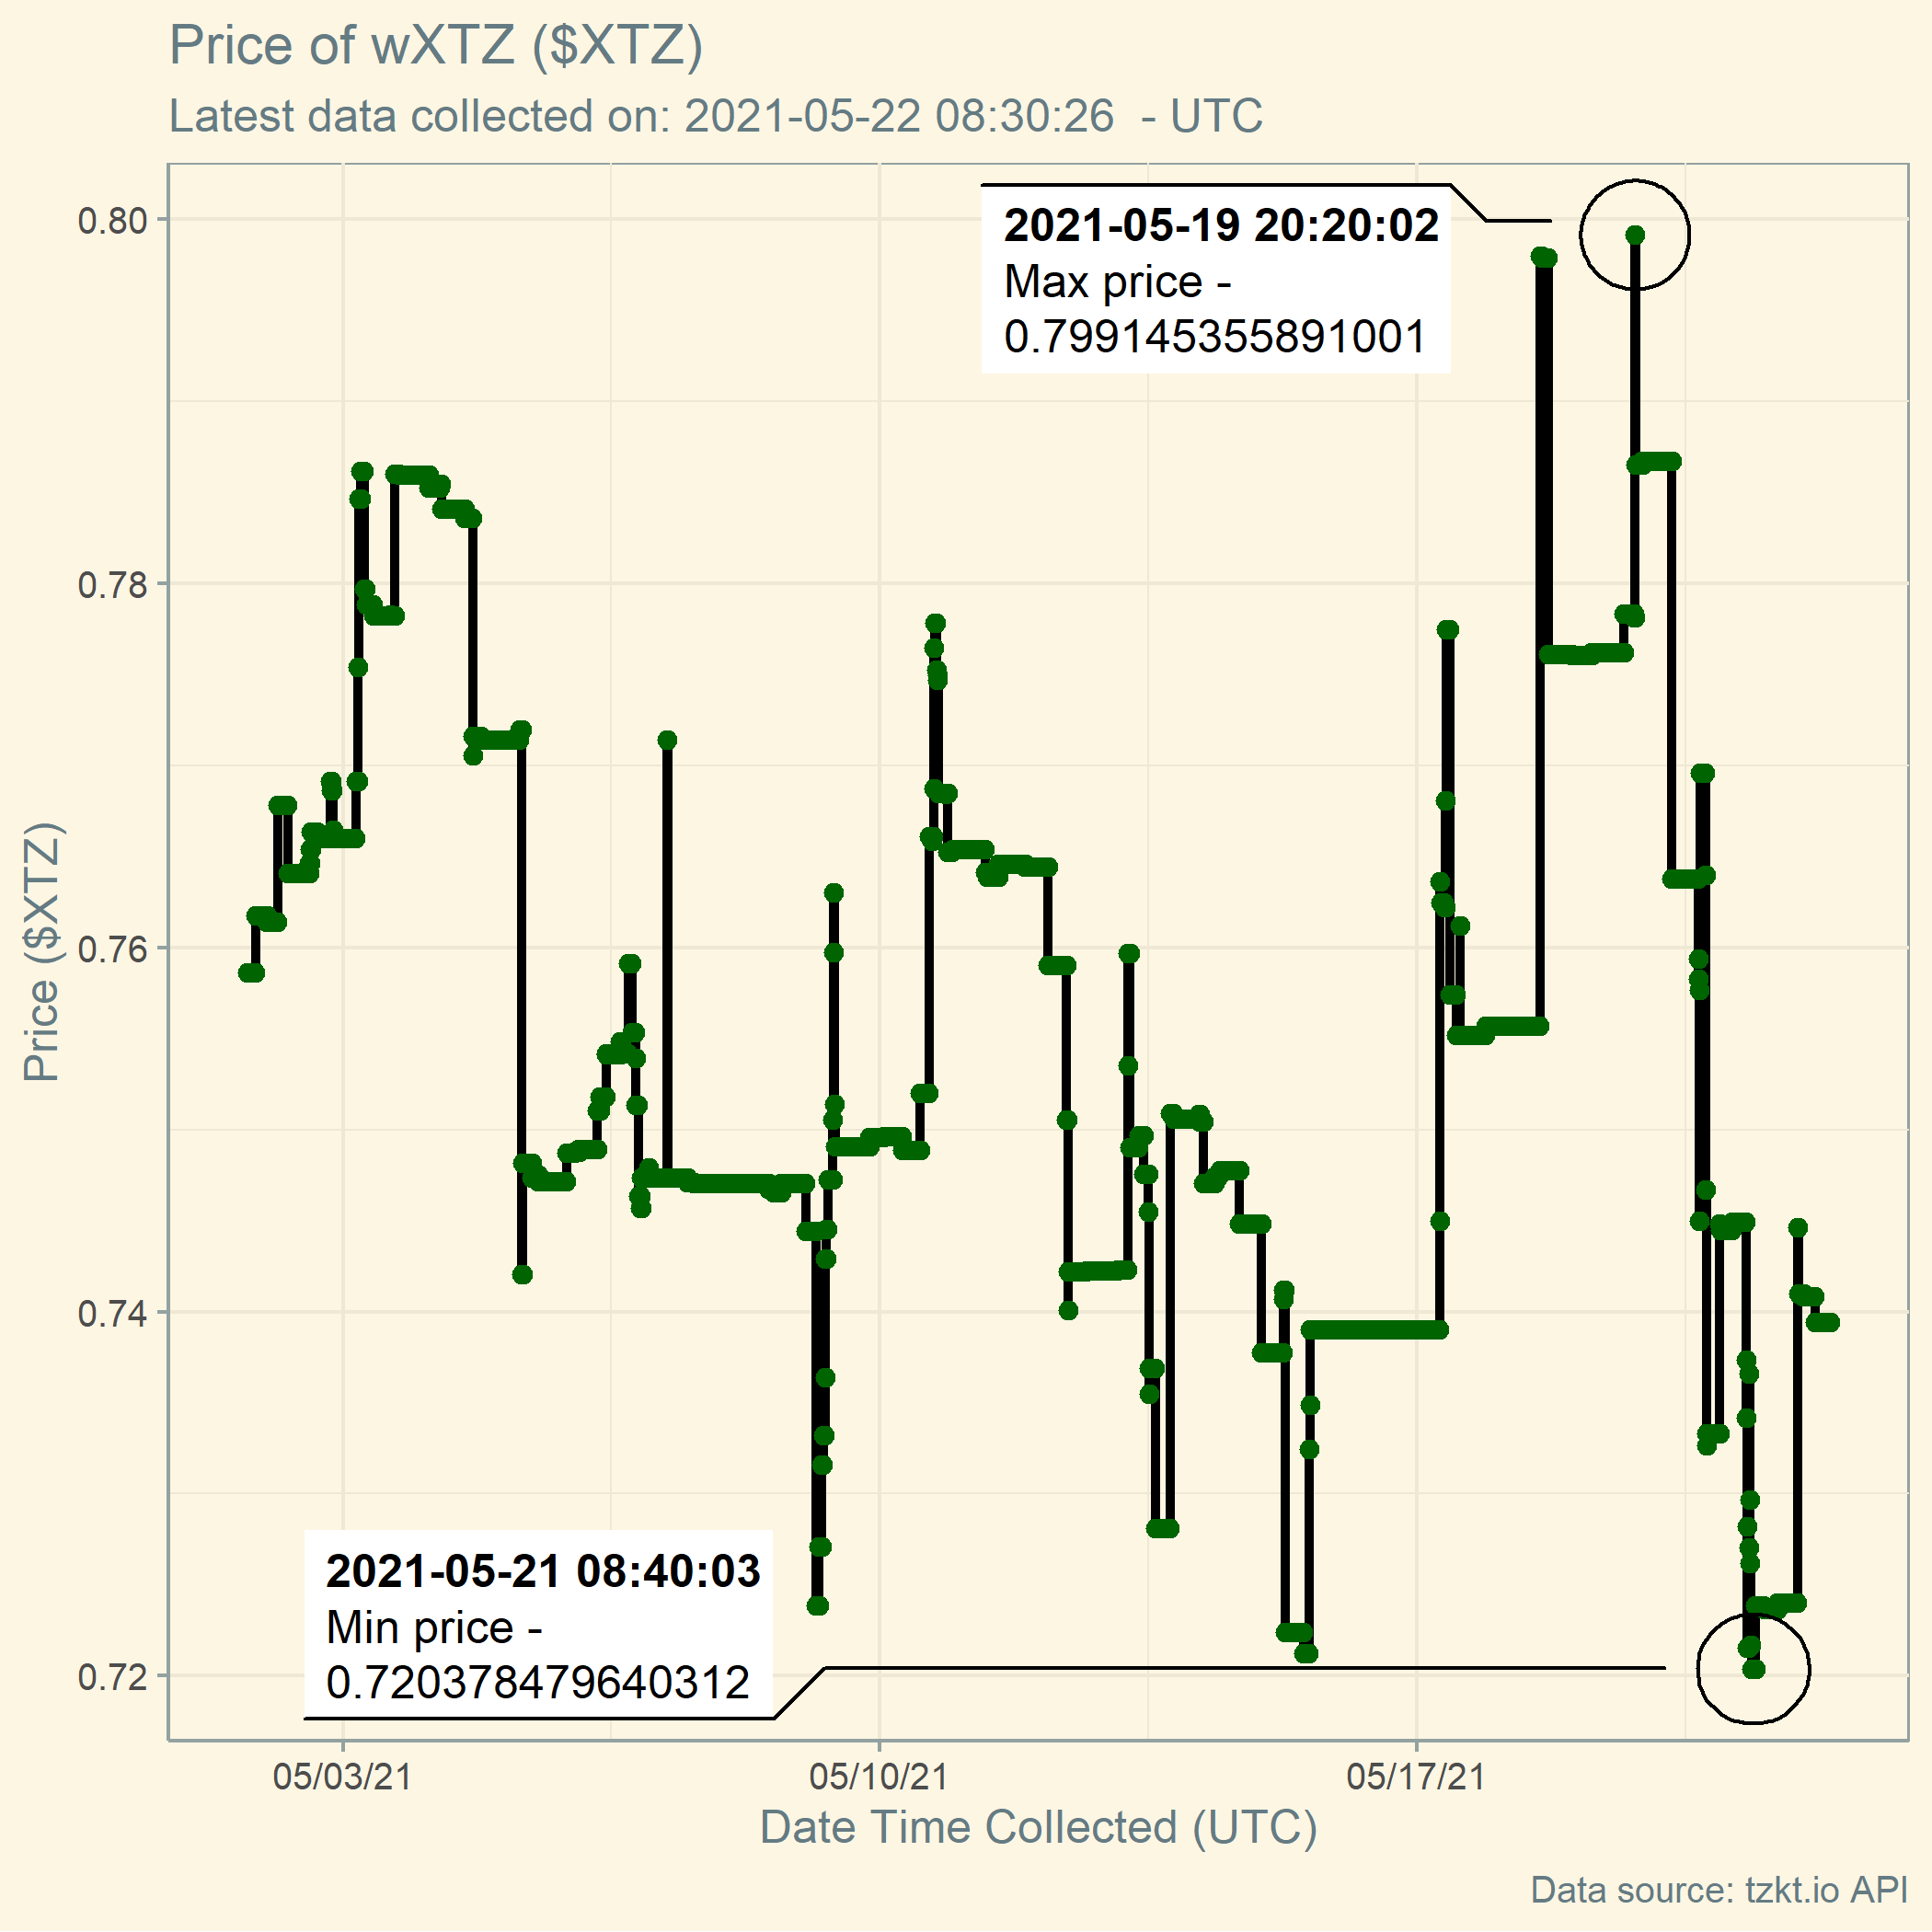 Price of wXTZ ($XTZ)
Latest data collected on: 2021-05-22 08:30:26  - UTC
2021-05-19 20:20:02
Max price -
0.799145355891001
0.80
0.78
0.76
0.74
0.72
Price ($XTZ)
2021-05-21 08:40:03
Min price -
0.720378479640312
05/03/21
05/10/21
05/17/21
Date Time Collected (UTC)
Data source: tzkt.io API